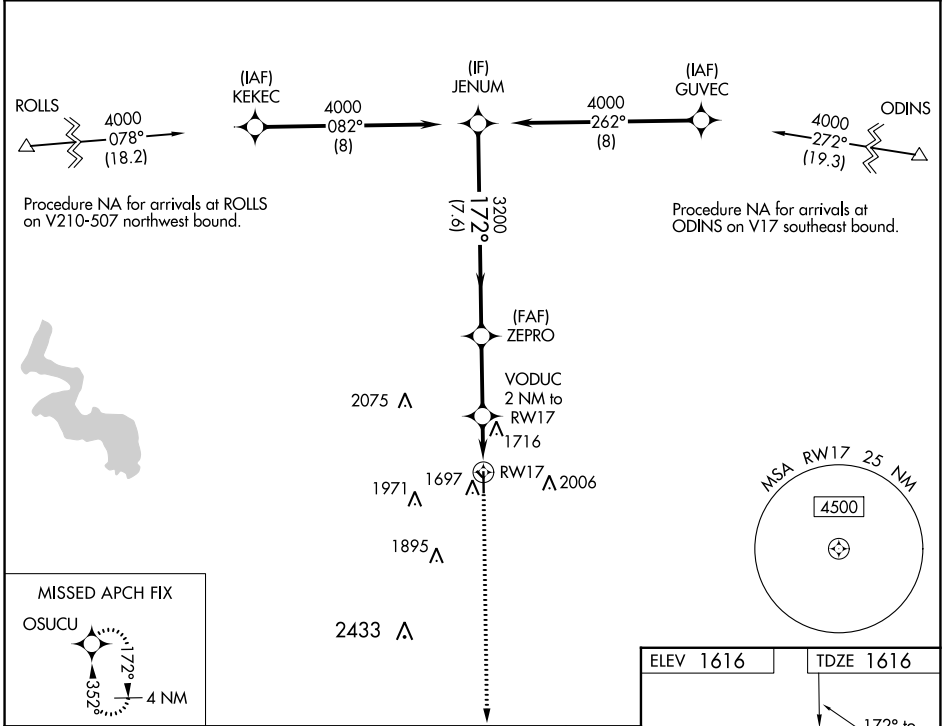 ROLLS
4000
078°
(18.2)
(IAF)
KEKEC
4000
082°
(8)
(IF)
JENUM
4000
262°
(8)
(IAF)
GUVEC
4000
272°
(19.3)
ODINS
Procedure NA for arrivals at ROLLS
on V210-507 northwest bound.
Procedure NA for arrivals at
ODINS on V17 southeast bound.
3200
172°
(7.6)
(FAF)
ZEPRO
VODUC
2 NM to
RW17
2075
1716
RW17
2006
1697
1971
1895
2433
MSA RW17 25 NM
4500
MISSED APCH FIX
OSUCU
172°
352°
4 NM
ELEV 1616
TDZE 1616
172° to